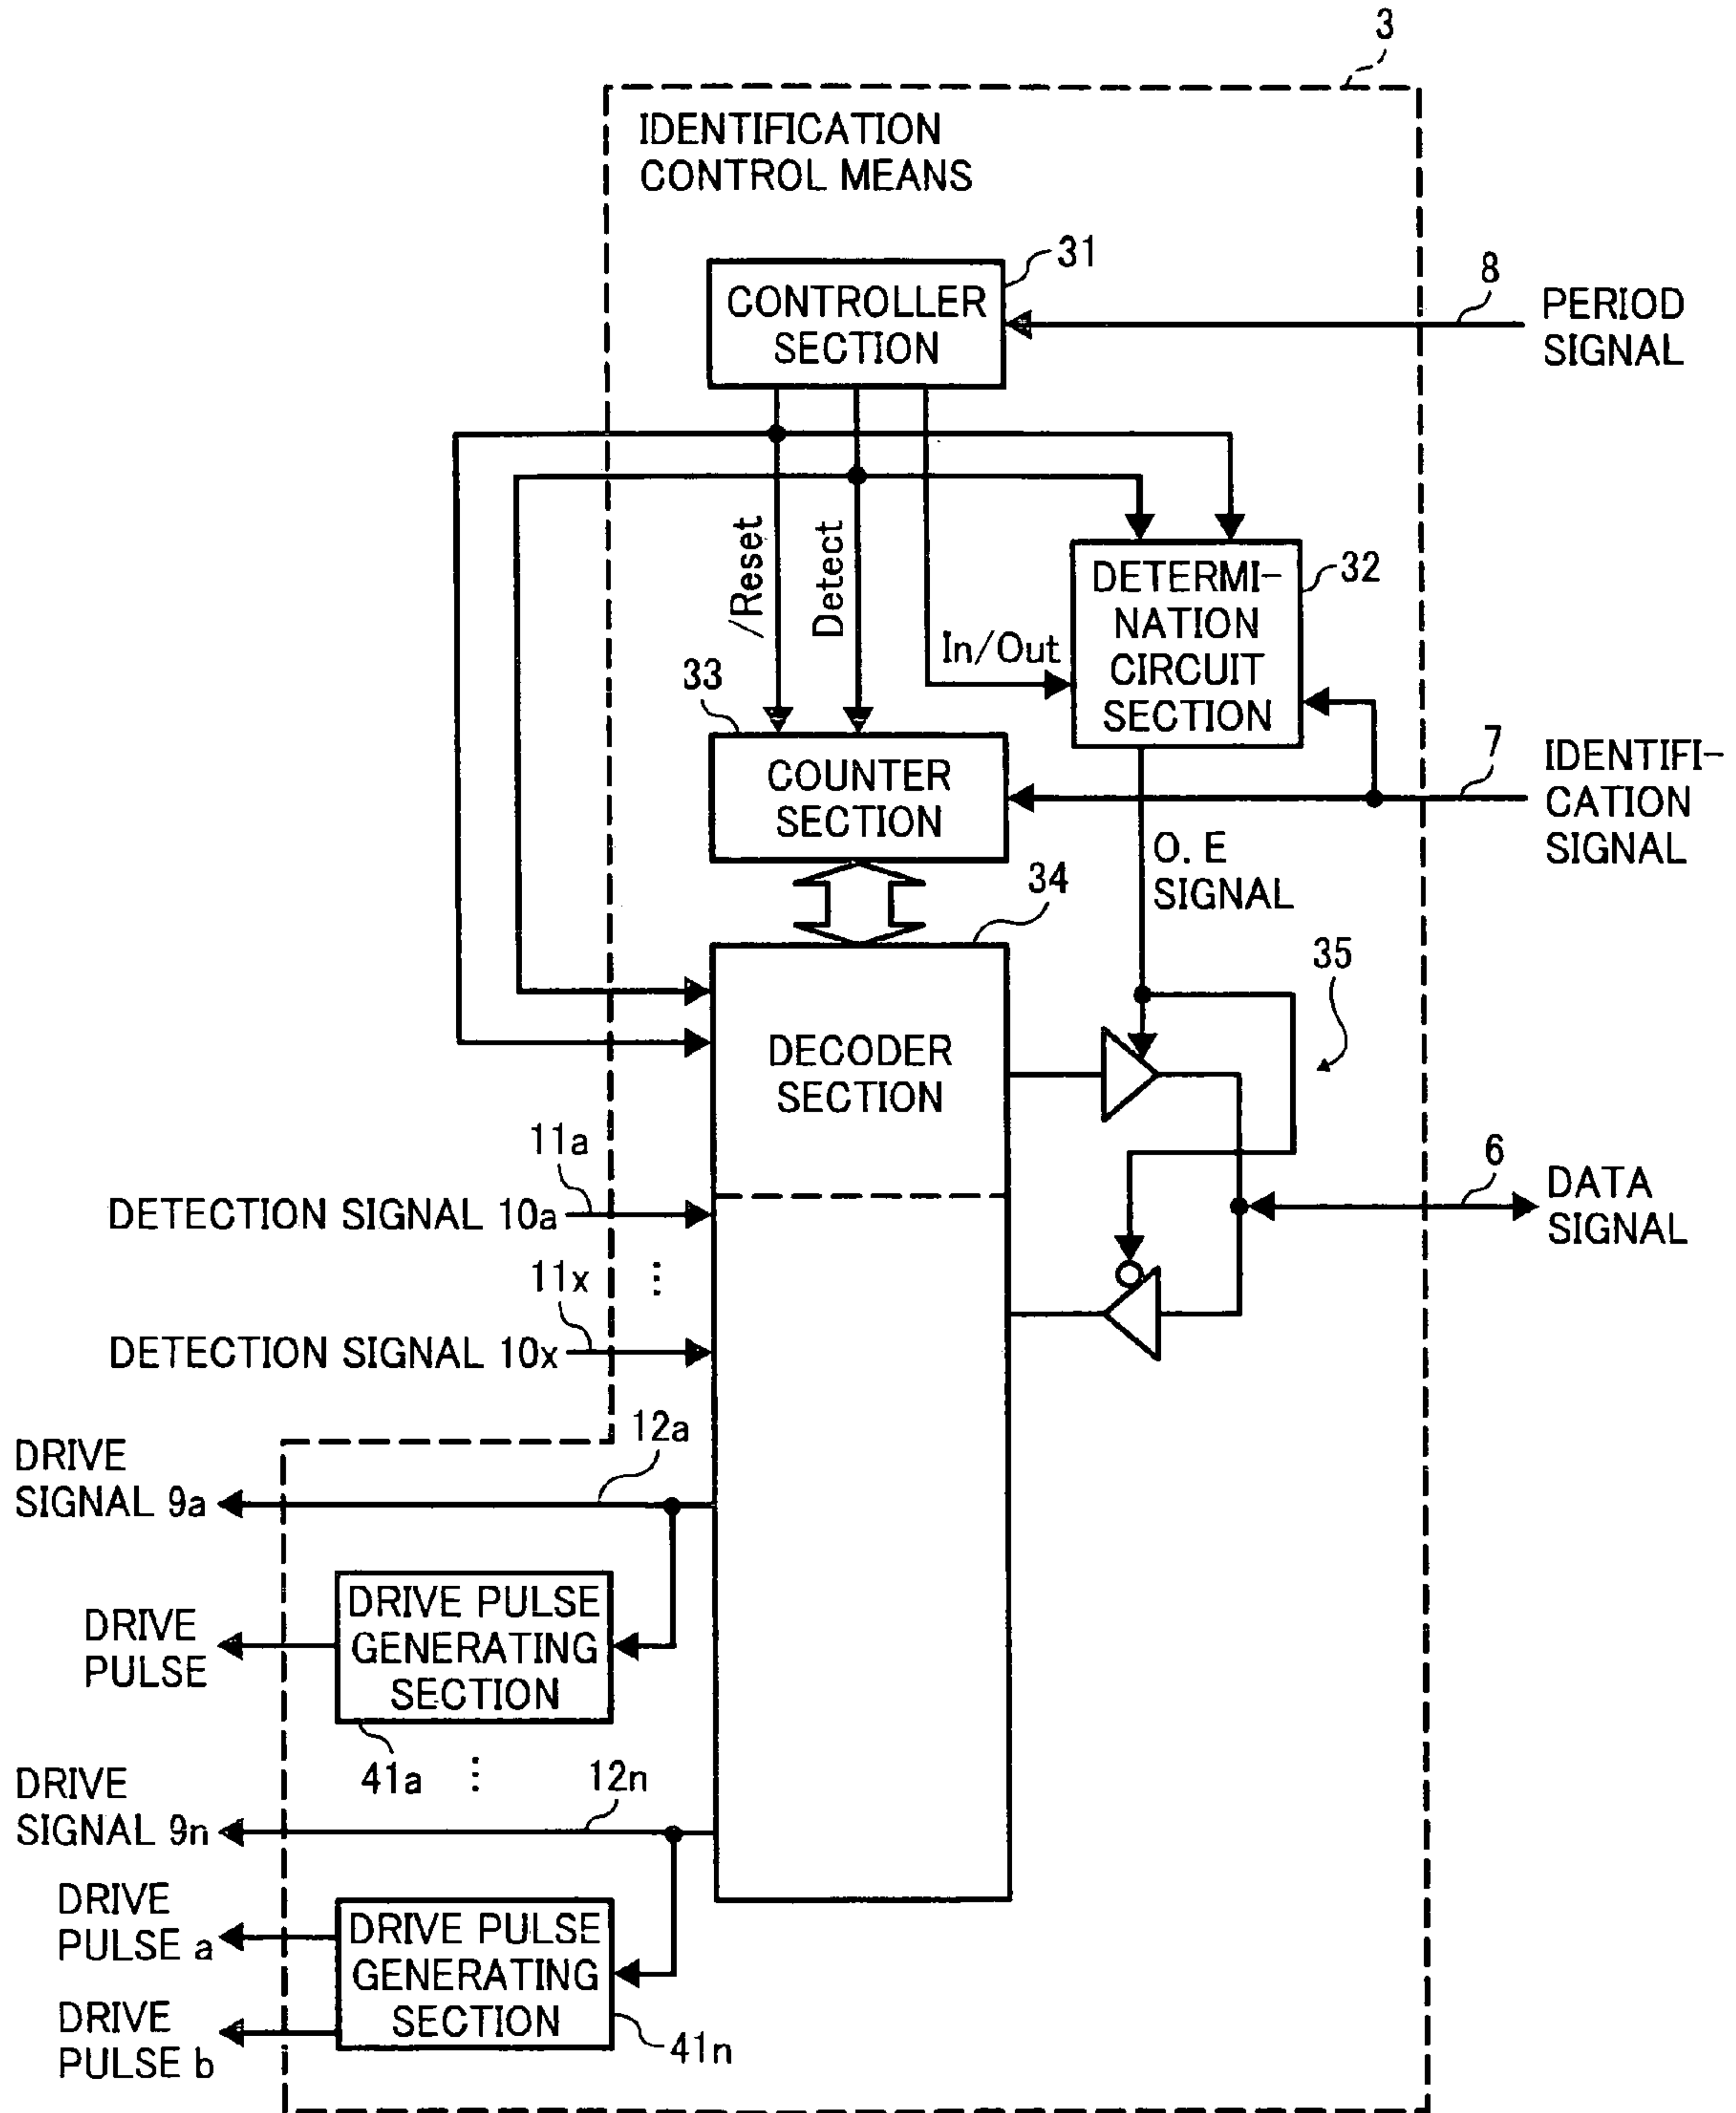 3
IDENTIFICATION
CONTROL MEANS
31
CONTROLLER
SECTION
8
PERIOD
SIGNAL
/Reset
Detect
In/Out
DETERMI-
NATION
CIRCUIT
SECTION
32
33
COUNTER
SECTION
7
IDENTIFI-
CATION
SIGNAL
O. E
SIGNAL
34
35
DECODER
SECTION
11a
DETECTION SIGNAL 10a
11x
DETECTION SIGNAL 10x
6
DATA
SIGNAL
12a
DRIVE
SIGNAL 9a
DRIVE PULSE
GENERATING
SECTION
DRIVE
PULSE
41a
12n
DRIVE
SIGNAL 9n
DRIVE
PULSE a
DRIVE PULSE
GENERATING
SECTION
DRIVE
PULSE b
41n